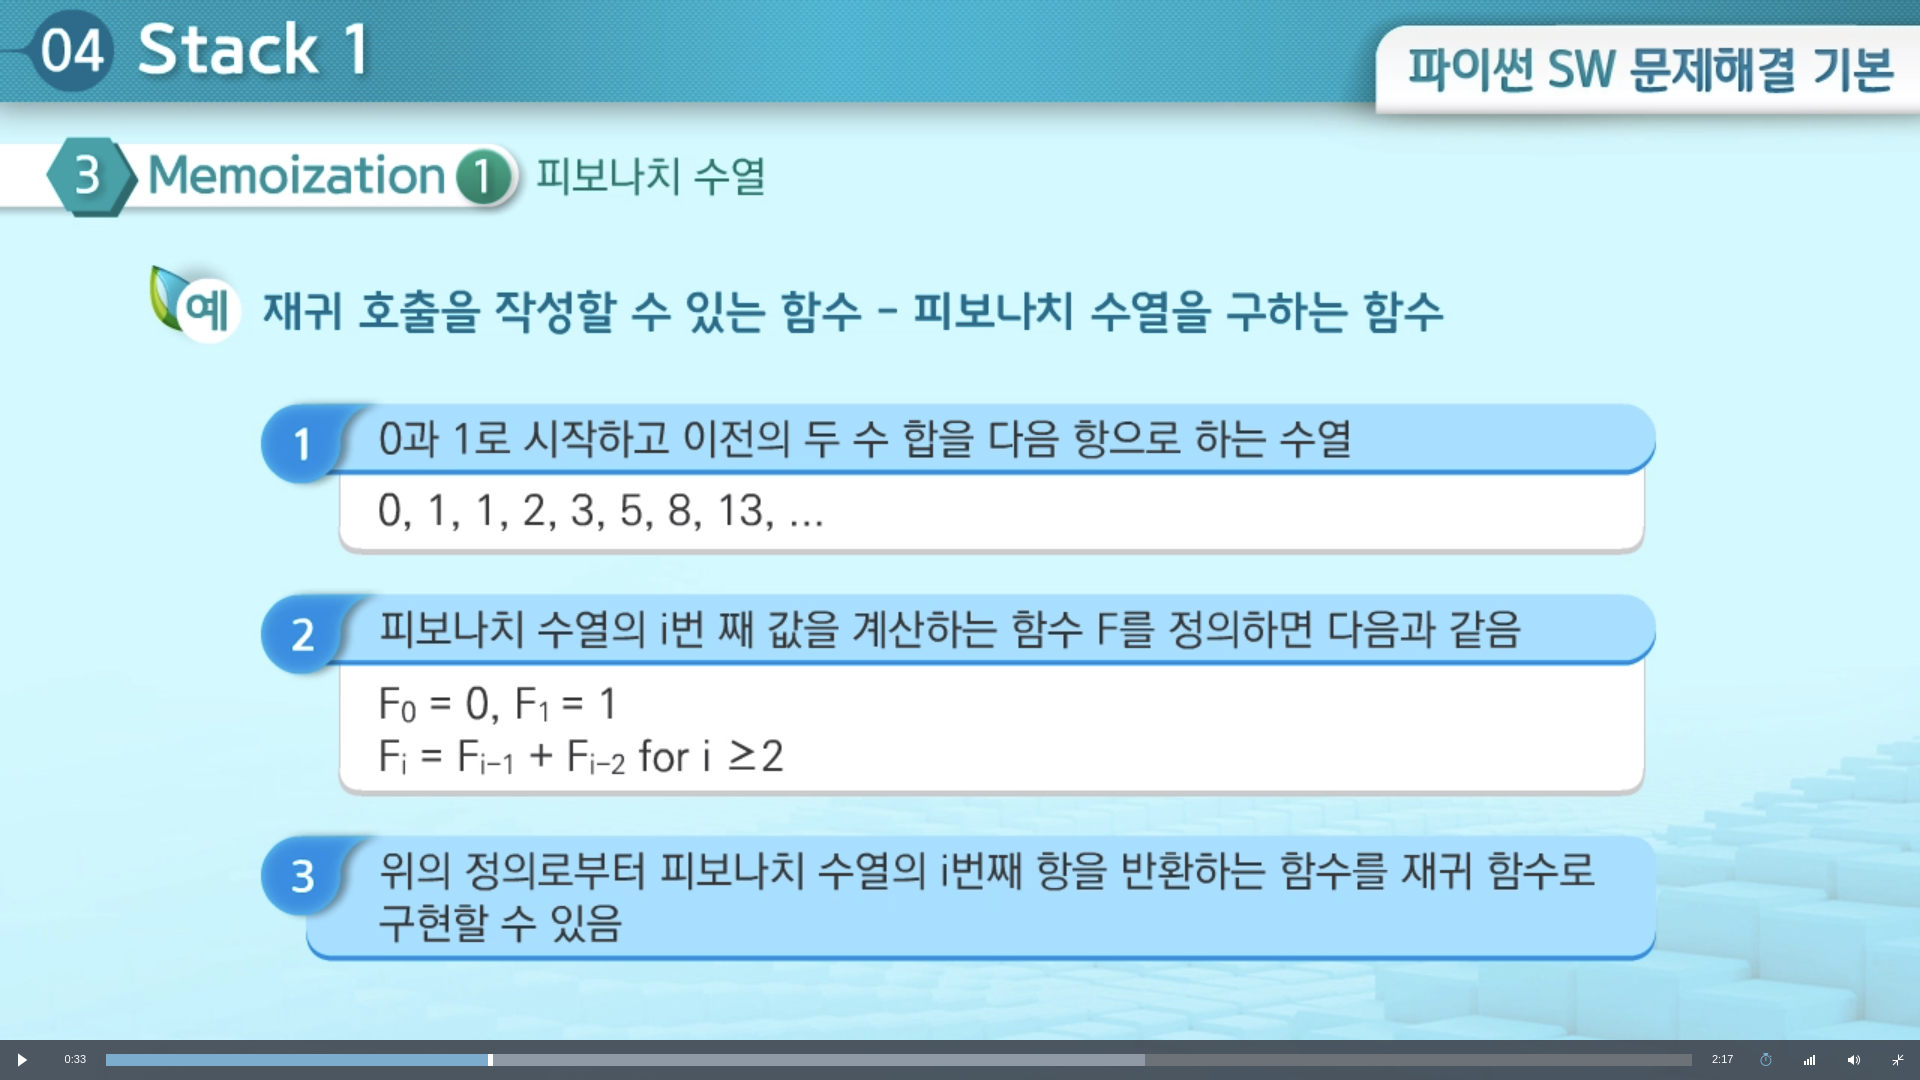 04 Stack 1
파이썬 SW 문제해결 기본
3 Memoization 1 피보나치 수열
예 재귀 호출을 작성할 수 있는 함수 - 피보나치 수열을 구하는 함수
1 0과 1로 시작하고 이전의 두 수 합을 다음 항으로 하는 수열
0, 1, 1, 2, 3, 5, 8, 13, ...
2 피보나치 수열의 i번 째 값을 계산하는 함수 F를 정의하면 다음과 같음
F₀ = 0, F₁ = 1
Fᵢ = Fᵢ₋₁ + Fᵢ₋₂ for i ≥2
3 위의 정의로부터 피보나치 수열의 i번째 항을 반환하는 함수를 재귀 함수로
구현할 수 있음
0:33 2:17